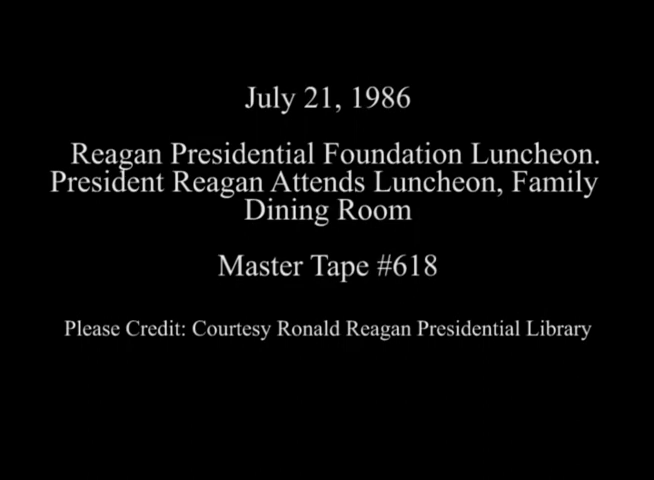 July 21, 1986
Reagan Presidential Foundation Luncheon.
President Reagan Attends Luncheon, Family
Dining Room
Master Tape #618
Please Credit: Courtesy Ronald Reagan Presidential Library